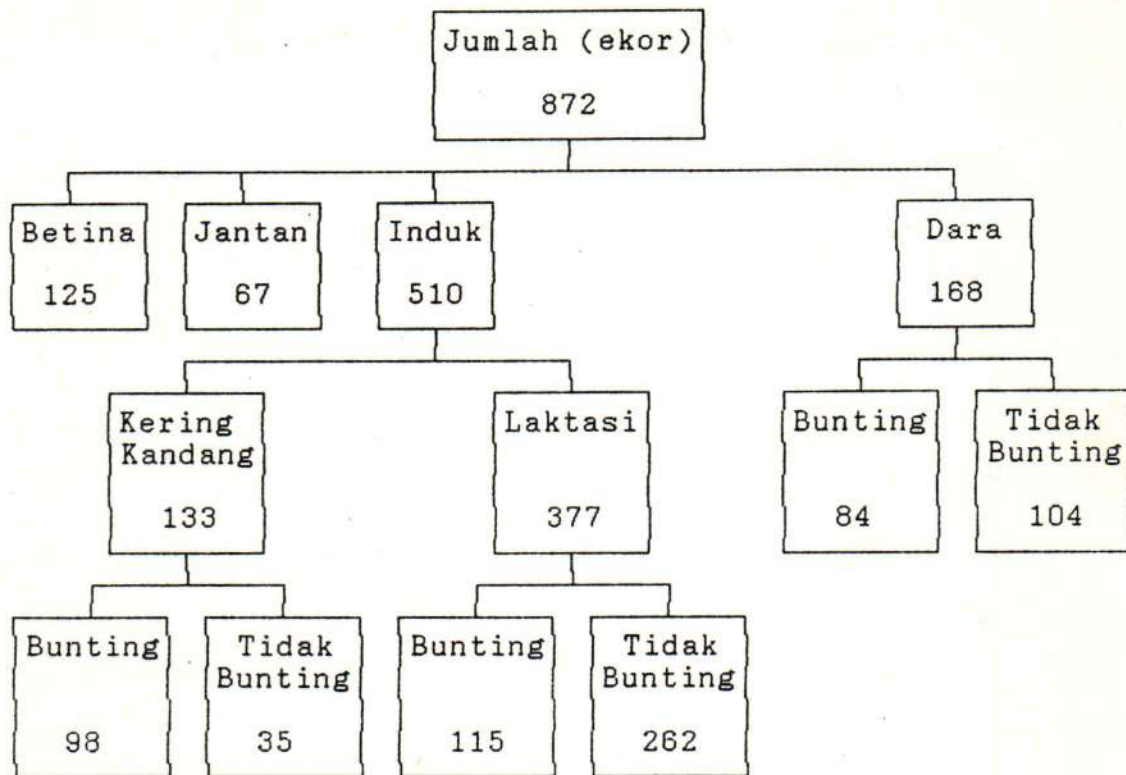 Jumlah (ekor)
872
Betina
125
Jantan
67
Induk
510
Dara
168
Kering
Kandang
133
Laktasi
377
Bunting
84
Tidak
Bunting
104
Bunting
98
Tidak
Bunting
35
Bunting
115
Tidak
Bunting
262